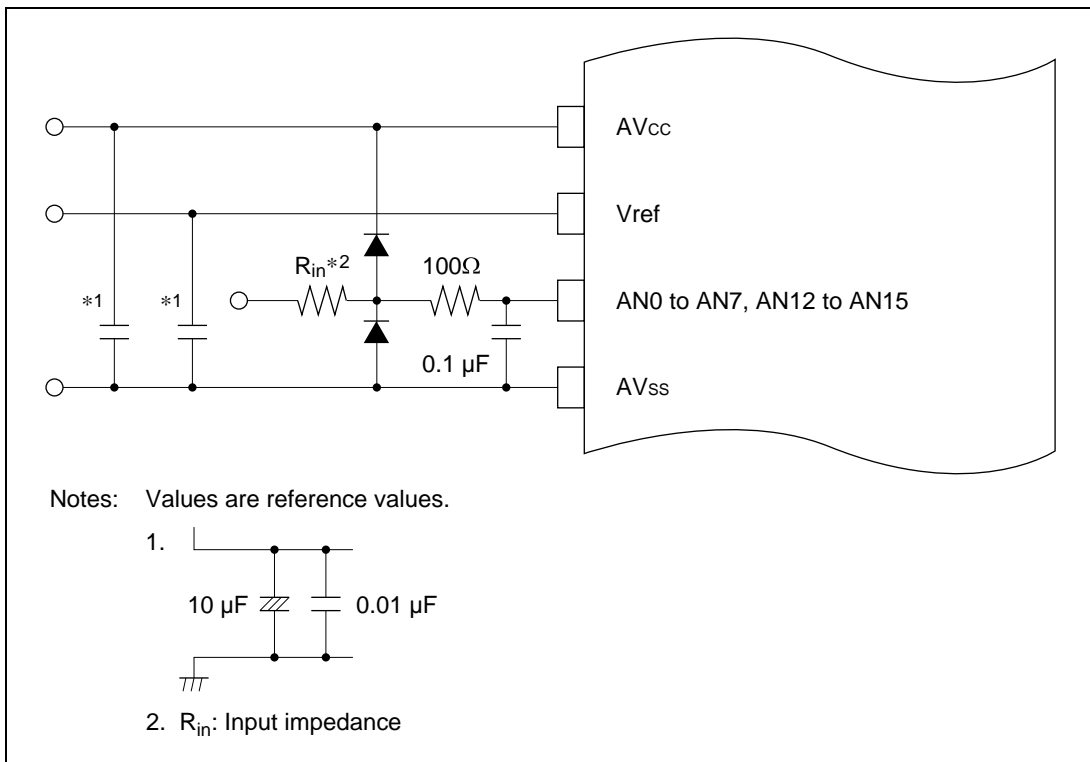 AVcc
Vref
Rin*2
100Ω
*1
*1
AN0 to AN7, AN12 to AN15
0.1 µF
AVss
Notes: Values are reference values.
1.
10 µF
0.01 µF
2. Rin: Input impedance